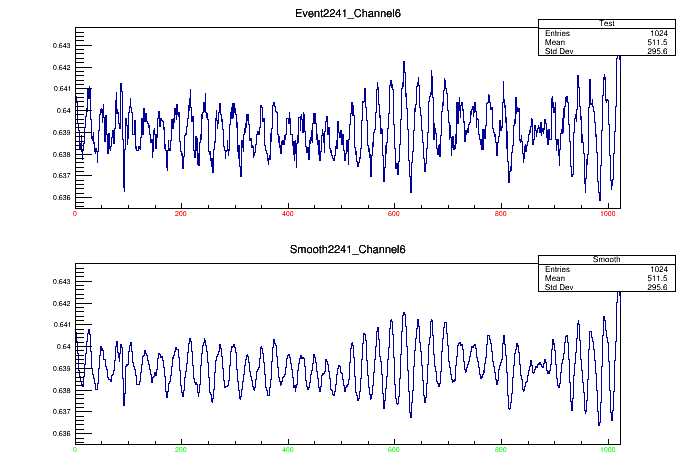 Event2241_Channel6
Test
Entries 1024
Mean 511.5
Std Dev 295.6
0.643
0.642
0.641
0.64
0.639
0.638
0.637
0.636
0 200 400 600 800 1000
Smooth2241_Channel6
Smooth
Entries 1024
Mean 511.5
Std Dev 295.6
0.643
0.642
0.641
0.64
0.639
0.638
0.637
0.636
0 200 400 600 800 1000